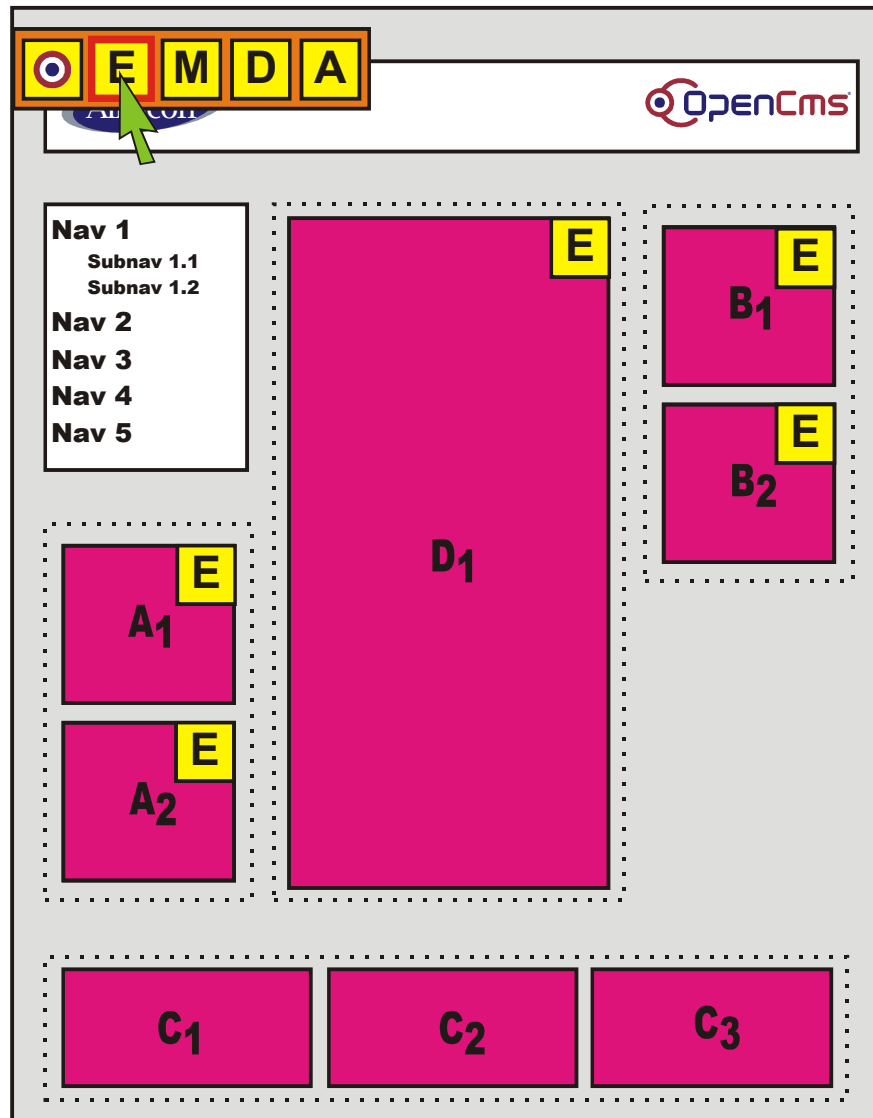 E M D A
OpenCms
Nav 1
Subnav 1.1
Subnav 1.2
Nav 2
Nav 3
Nav 4
Nav 5
E
D1
E
B1
E
B2
E
A1
E
A2
C1 C2 C3